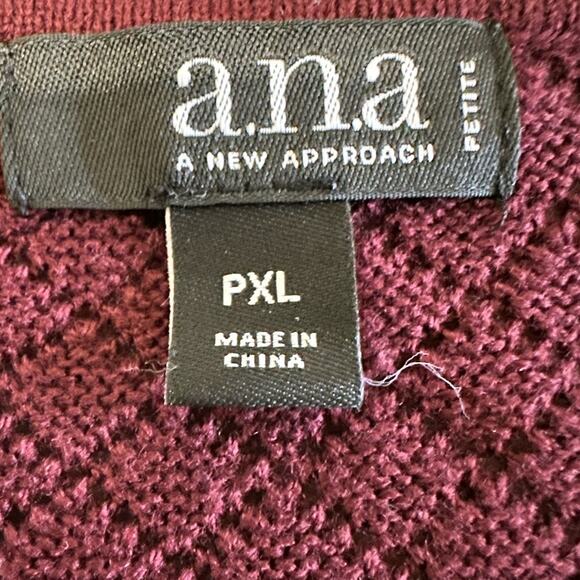 a.n.a
PETITE
A NEW APPROACH
PXL
MADE IN
CHINA